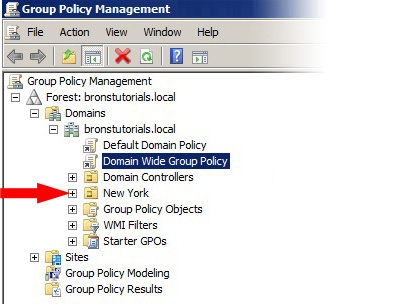 Group Policy Management
File Action View Window Help
Group Policy Management
Forest: bronstutorials.local
Domains
bronstutorials.local
Default Domain Policy
Domain Wide Group Policy
Domain Controllers
New York
Group Policy Objects
WMI Filters
Starter GPOs
Sites
Group Policy Modeling
Group Policy Results